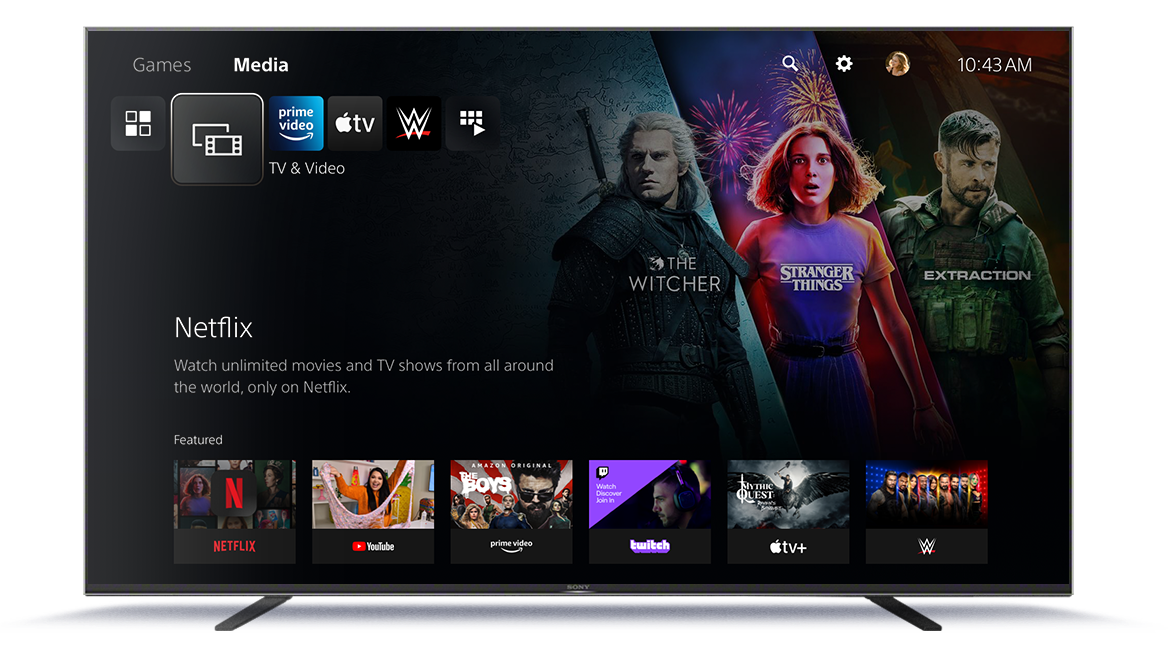 Games
Media
10:43 AM
prime
video
tv
W
TV & Video
THE
WITCHER
STRANGER
THINGS
EXTRACTION
Netflix
Watch unlimited movies and TV shows from all around
the world, only on Netflix.
Featured
N
AMAZON ORIGINAL
THE
BOYS
Watch
Discover
Join In
MYTHIC
QUEST
NETFLIX
YouTube
prime video
twitch
tv+
W
SONY